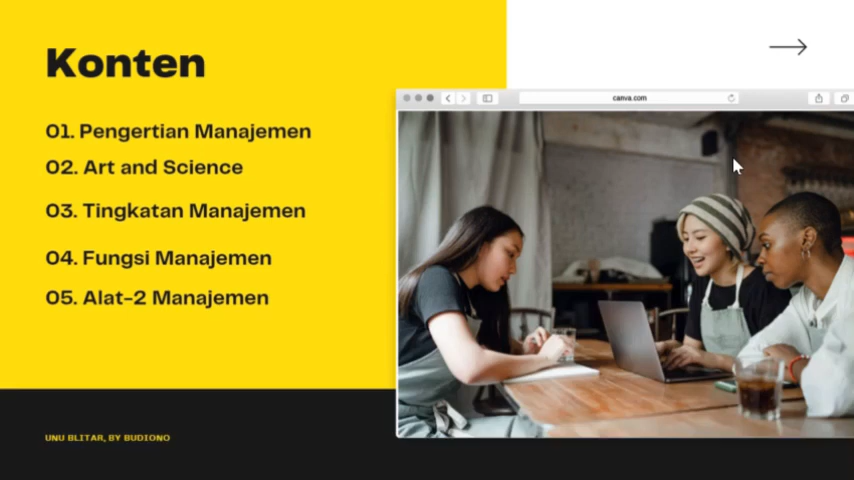 Konten
01. Pengertian Manajemen
02. Art and Science
03. Tingkatan Manajemen
04. Fungsi Manajemen
05. Alat-2 Manajemen
canva.com
UNU BLITAR, BY BUDIONO